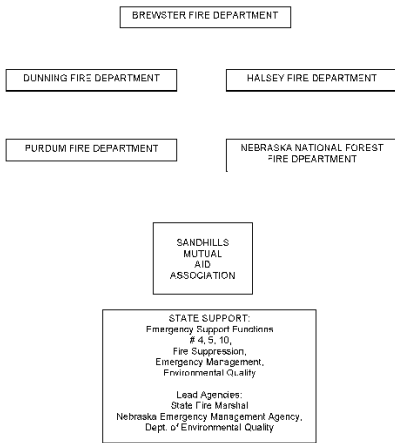 BREWSTER FIRE DEPARTMENT
DUNNING FIRE DEPARTMENT
HALSEY FIRE DEPARTMENT
PURDUM FIRE DEPARTMENT
NEBRASKA NATIONAL FOREST
FIRE DPEARTMENT
SANDHILLS
MUTUAL
AID
ASSOCIATION
STATE SUPPORT:
Emergency Support Functions
# 4, 5, 10,
Fire Suppression,
Emergency Management,
Environmental Quality
Lead Agencies:
State Fire Marshal
Nebraska Emergency Management Agency,
Dept. of Environmental Quality